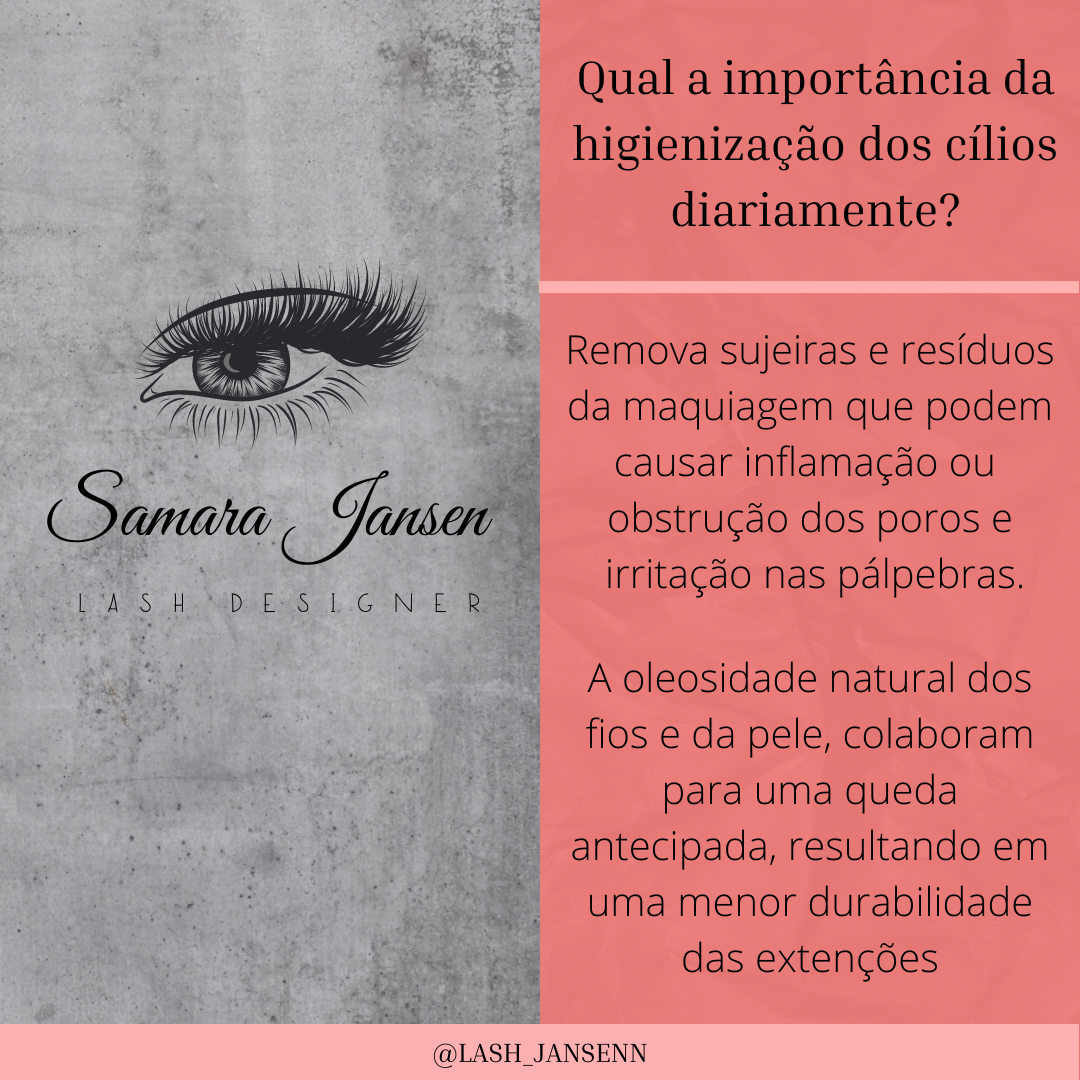 Samara Jansen
LASH DESIGNER
Qual a importância da
higienização dos cílios
diariamente?
Remova sujeiras e resíduos
da maquiagem que podem
causar inflamação ou
obstrução dos poros e
irritação nas pálpebras.
A oleosidade natural dos
fios e da pele, colaboram
para uma queda
antecipada, resultando em
uma menor durabilidade
das extenções
@LASH_JANSENN